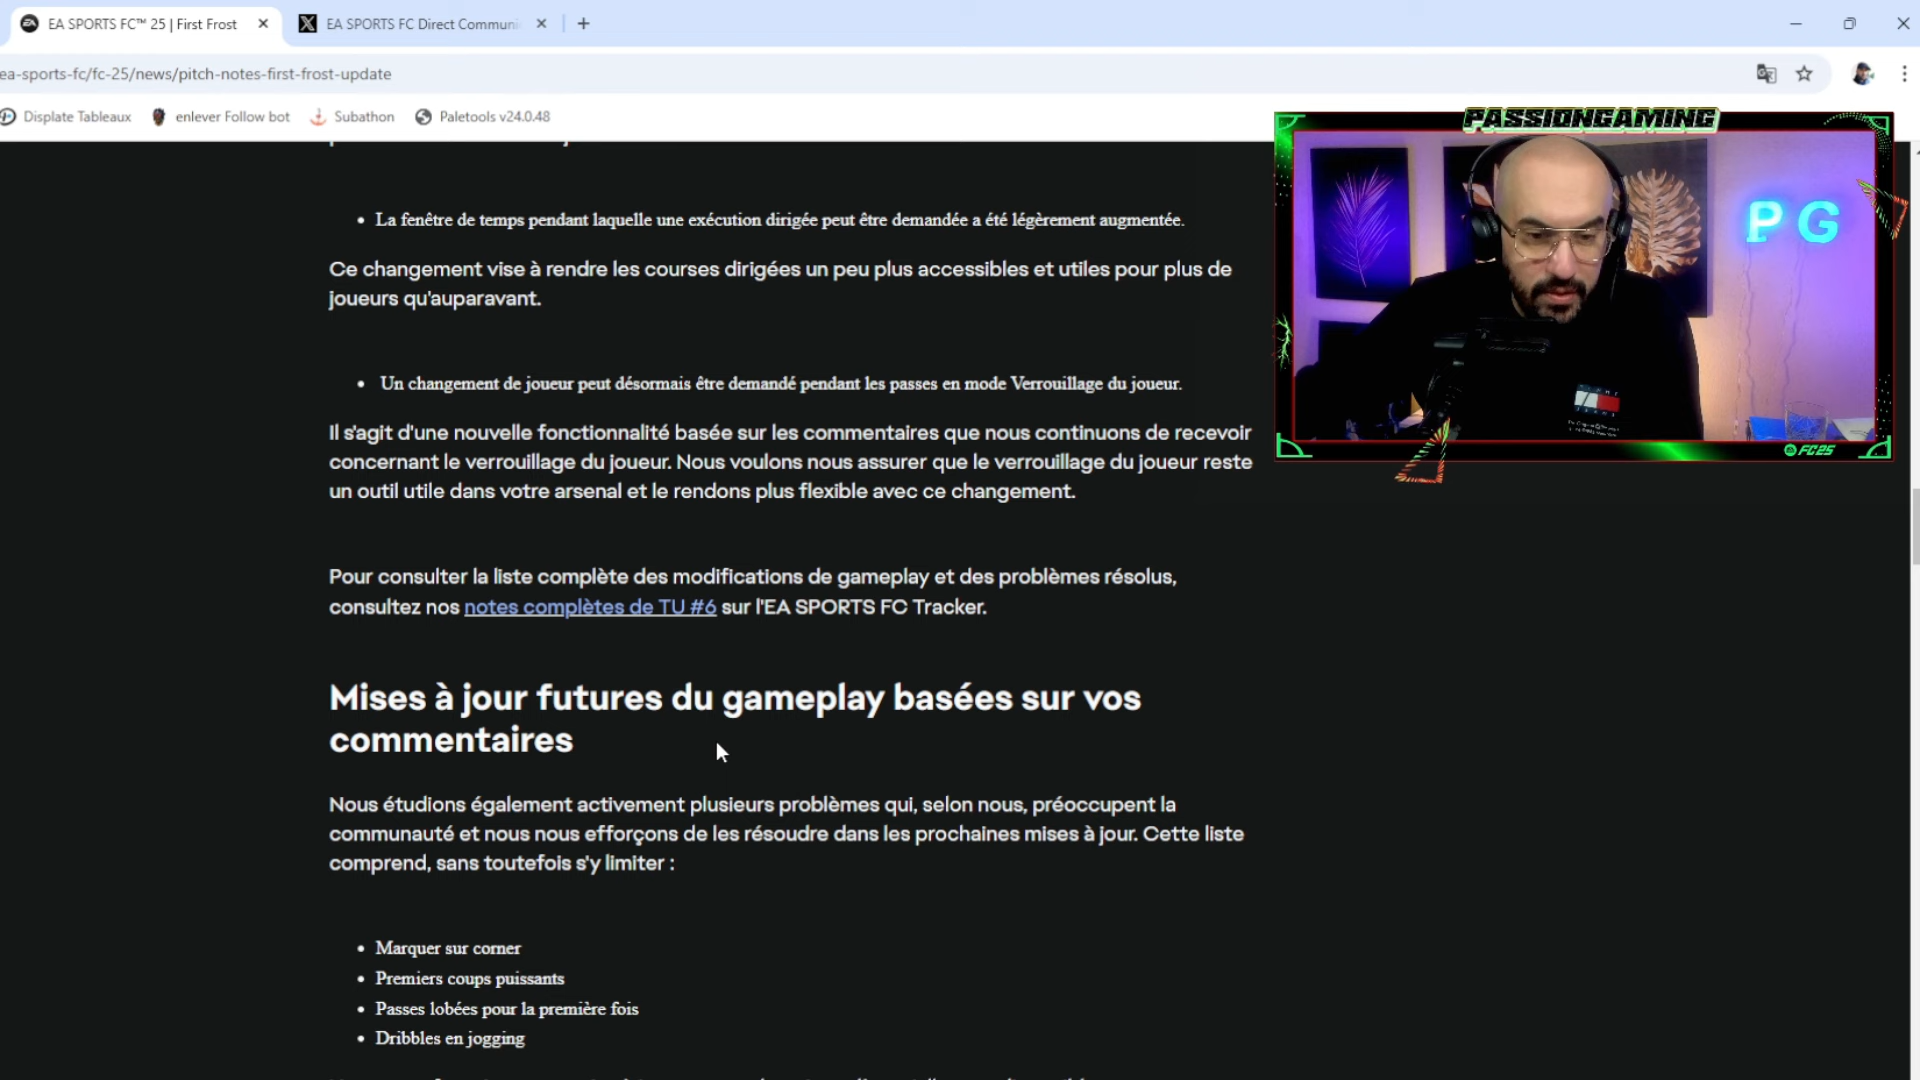 EA SPORTS FC™ 25 | First Frost
EA SPORTS FC Direct Commun
ea-sports-fc/fc-25/news/pitch-notes-first-frost-update
Displate Tableaux
enlever Follow bot
Subathon
Paletools v24.0.48
PASSIONGAMING
P G
FC25
• La fenêtre de temps pendant laquelle une exécution dirigée peut être demandée a été légèrement augmentée.
Ce changement vise à rendre les courses dirigées un peu plus accessibles et utiles pour plus de
joueurs qu'auparavant.
• Un changement de joueur peut désormais être demandé pendant les passes en mode Verrouillage du joueur.
Il s'agit d'une nouvelle fonctionnalité basée sur les commentaires que nous continuons de recevoir
concernant le verrouillage du joueur. Nous voulons nous assurer que le verrouillage du joueur reste
un outil utile dans votre arsenal et le rendons plus flexible avec ce changement.
Pour consulter la liste complète des modifications de gameplay et des problèmes résolus,
consultez nos notes complètes de TU #6 sur l'EA SPORTS FC Tracker.
Mises à jour futures du gameplay basées sur vos
commentaires
Nous étudions également activement plusieurs problèmes qui, selon nous, préoccupent la
communauté et nous nous efforçons de les résoudre dans les prochaines mises à jour. Cette liste
comprend, sans toutefois s'y limiter :
• Marquer sur corner
• Premiers coups puissants
• Passes lobées pour la première fois
• Dribbles en jogging